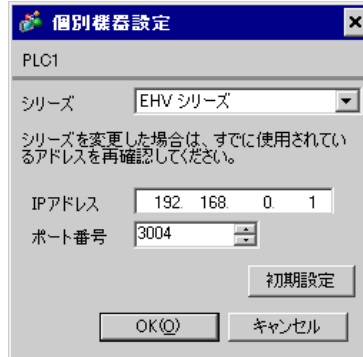 個別機器設定
PLC1
シリーズ EHV シリーズ
シリーズを変更した場合は、すでに使用されてい
るアドレスを再確認してください。
IPアドレス 192. 168. 0. 1
ポート番号 3004
初期設定
OK(O) キャンセル